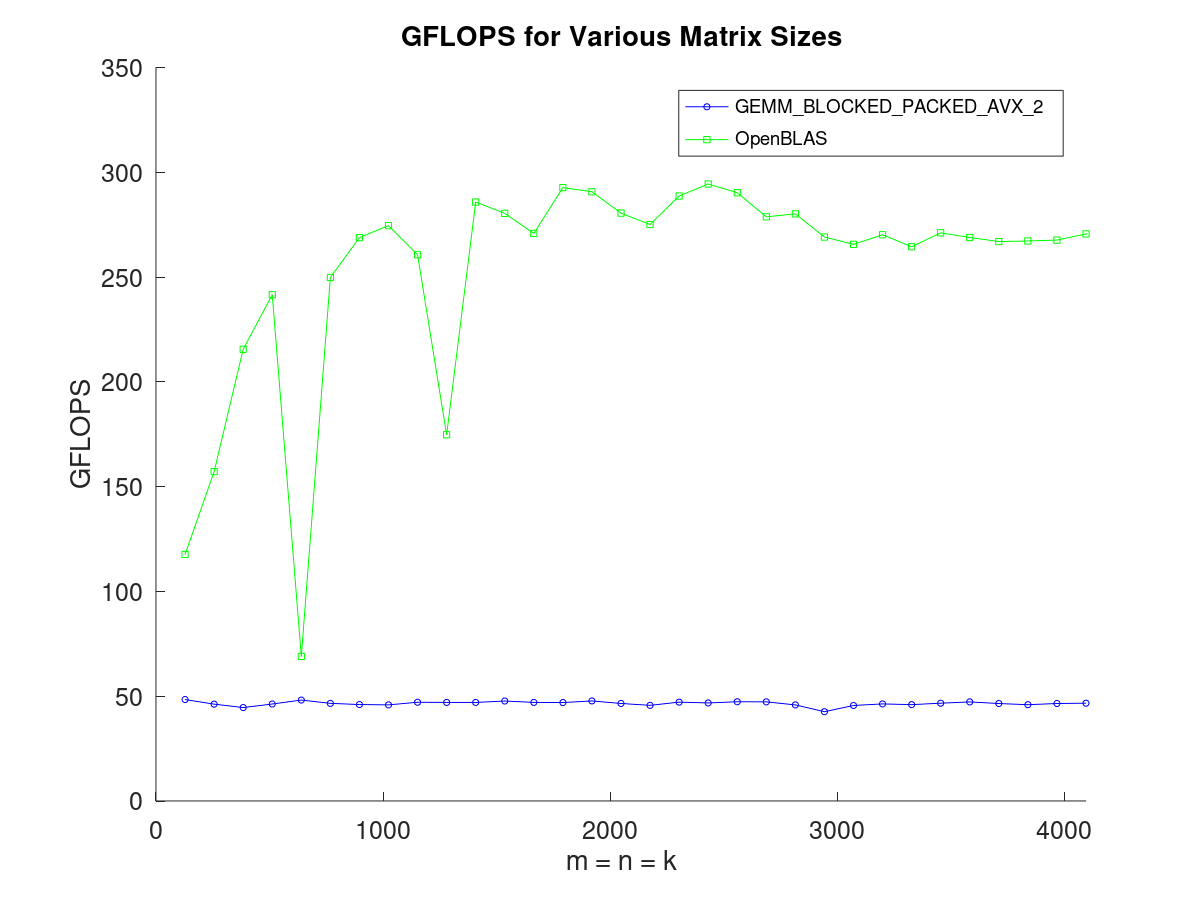 GFLOPS for Various Matrix Sizes
350
300
250
200
150
100
50
0
GFLOPS
GEMM_BLOCKED_PACKED_AVX_2
OpenBLAS
0 1000 2000 3000 4000
m = n = k